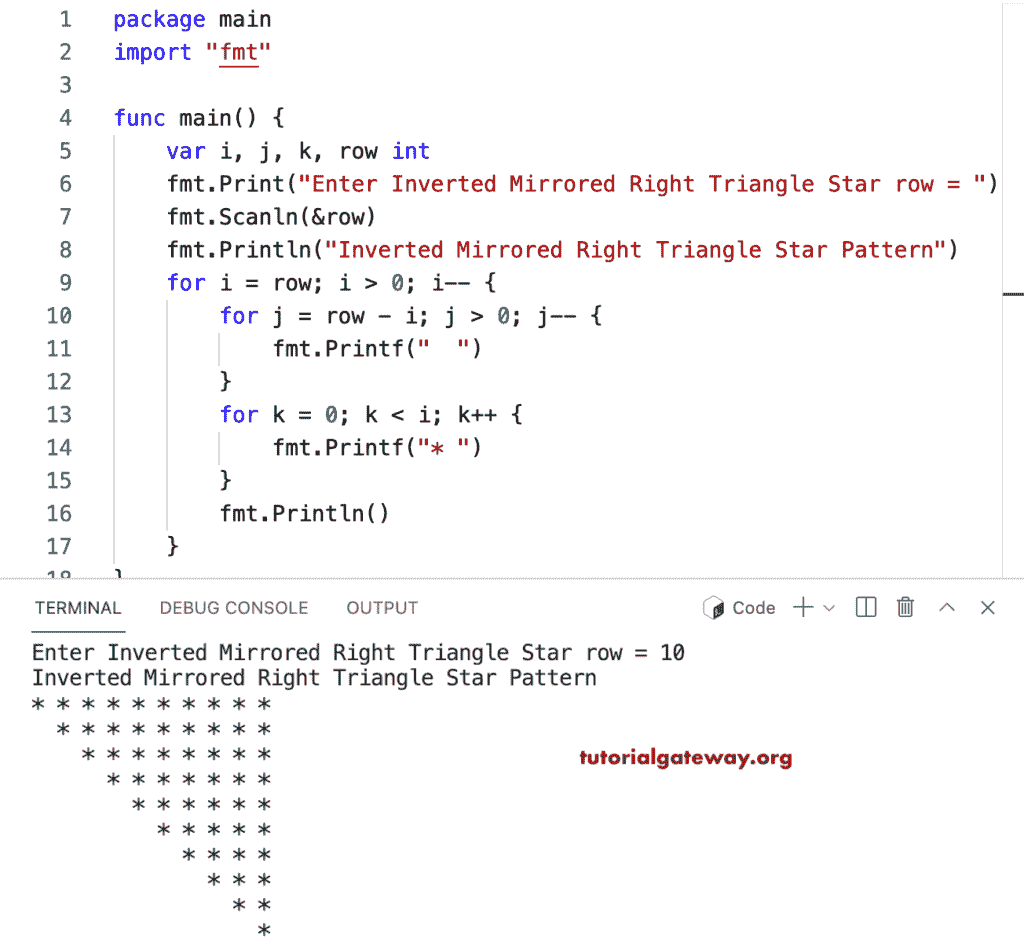 1 package main
2 import "fmt"
3
4 func main() {
5     var i, j, k, row int
6     fmt.Print("Enter Inverted Mirrored Right Triangle Star row = ")
7     fmt.Scanln(&row)
8     fmt.Println("Inverted Mirrored Right Triangle Star Pattern")
9     for i = row; i > 0; i-- {
10         for j = row - i; j > 0; j-- {
11             fmt.Printf("  ")
12         }
13         for k = 0; k < i; k++ {
14             fmt.Printf("* ")
15         }
16         fmt.Println()
17     }
18 }
TERMINAL DEBUG CONSOLE OUTPUT Code
Enter Inverted Mirrored Right Triangle Star row = 10
Inverted Mirrored Right Triangle Star Pattern
* * * * * * * * * *
  * * * * * * * * *
    * * * * * * * *
      * * * * * * *
        * * * * * *
          * * * * *
            * * * *
              * * *
                * *
                  *
tutorialgateway.org